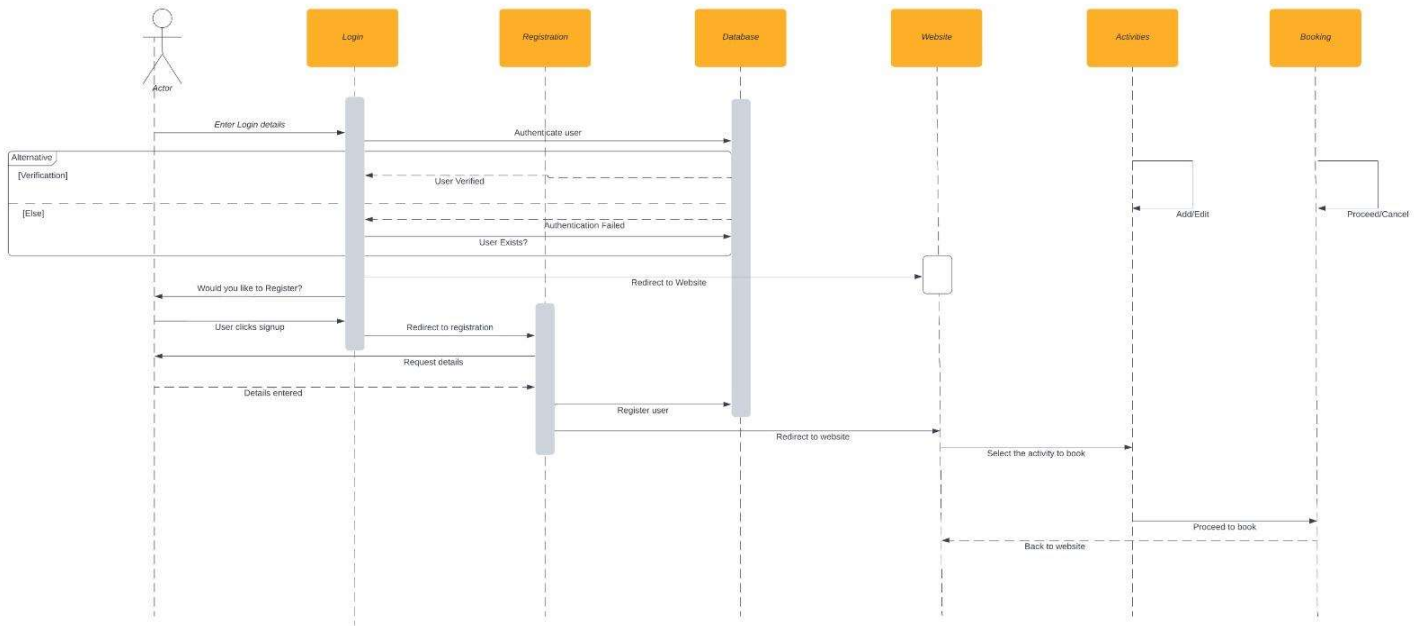 Login
Registration
Database
Website
Activities
Booking
Actor
Enter Login details
Authenticate user
Alternative
[Verificattion]
User Verified
[Else]
Add/Edit
Proceed/Cancel
Authentication Failed
User Exists?
Redirect to Website
Would you like to Register?
User clicks signup
Redirect to registration
Request details
Details entered
Register user
Redirect to website
Select the activity to book
Proceed to book
Back to website